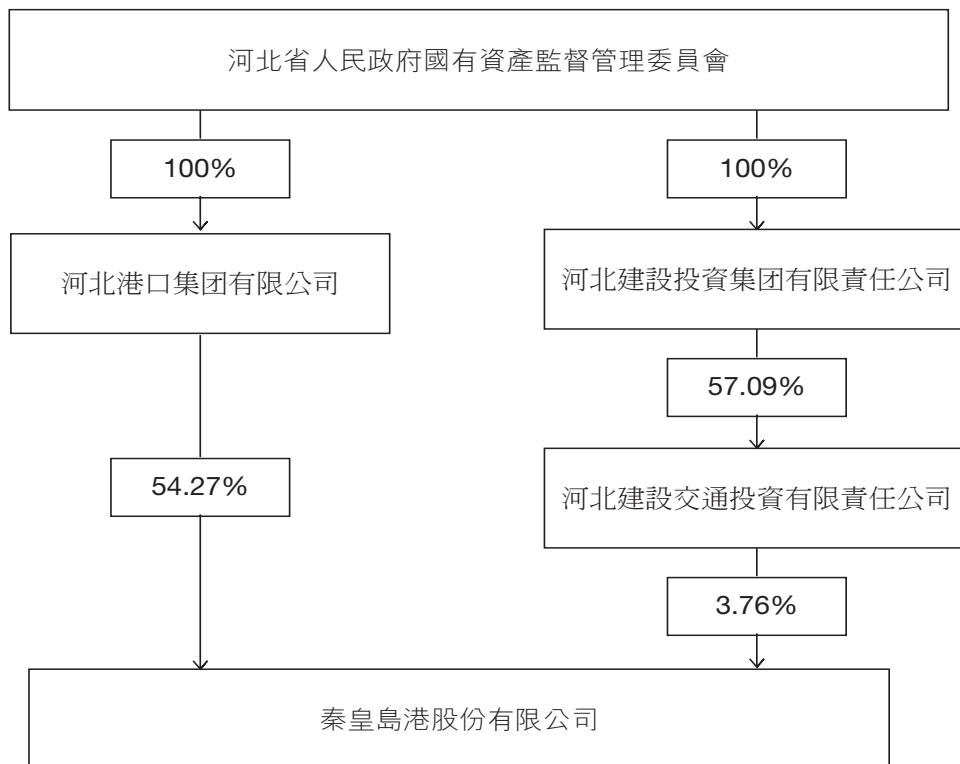 河北省人民政府國有資產監督管理委員會
100%
100%
河北港口集团有限公司
河北建設投資集团有限責任公司
57.09%
54.27%
河北建設交通投資有限責任公司
3.76%
秦皇島港股份有限公司